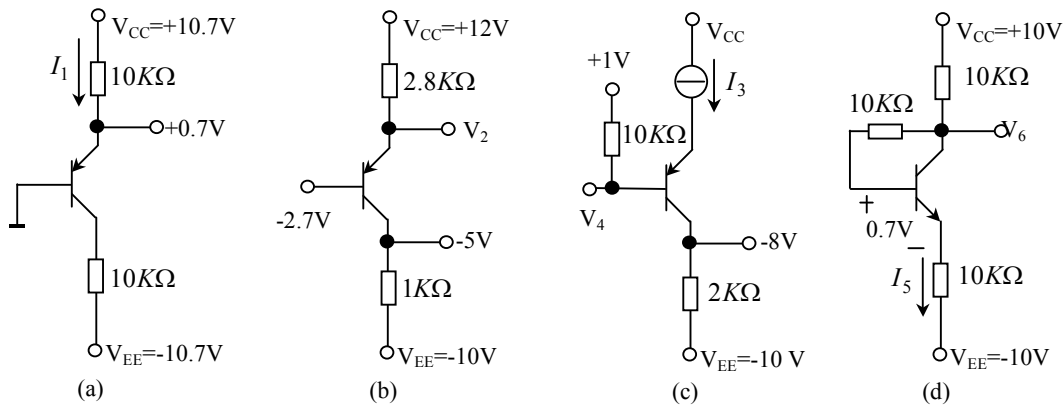 V_CC=+10.7V
I_1
10KΩ
+0.7V
10KΩ
V_EE=-10.7V
(a)
V_CC=+12V
2.8KΩ
V_2
-2.7V
-5V
1KΩ
V_EE=-10V
(b)
V_CC
+1V
I_3
10KΩ
V_4
-8V
2KΩ
V_EE=-10 V
(c)
V_CC=+10V
10KΩ
10KΩ
V_6
+
0.7V
−
I_5
10KΩ
V_EE=-10V
(d)